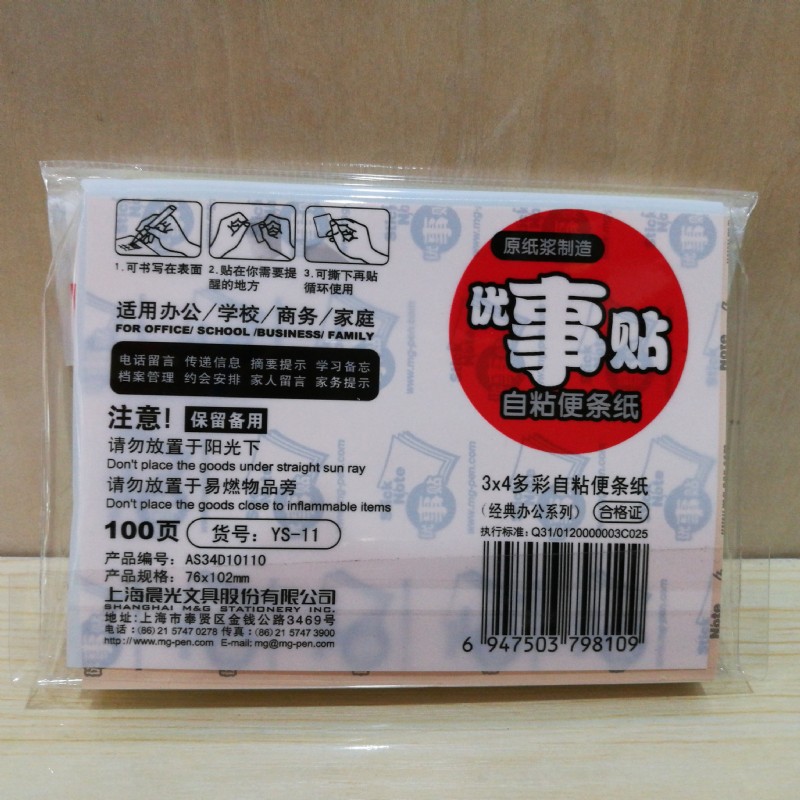 1.可书写在表面
2.贴在你需要提
醒的地方
3.可撕下再贴
循环使用
适用办公/学校/商务/家庭
FOR OFFICE/ SCHOOL /BUSINESS/ FAMILY
电话留言 传递信息 摘要提示 学习备忘
档案管理 约会安排 家人留言 家务提示
注意! 保留备用
请勿放置于阳光下
Don't place the goods under straight sun ray
请勿放置于易燃物品旁
Don't place the goods close to inflammable items
100页 货号: YS-11
产品编号: AS34D10110
产品规格: 76x102mm
上海晨光文具股份有限公司
SHANGHAI M&G STATIONERY INC.
地址:上海市奉贤区金钱公路3469号
电话:(86) 21 5747 0278 传真:(86) 21 5747 3900
http://www.mg-pen.com E-mail: mg@mg-pen.com
原纸浆制造
优事贴
自粘便条纸
3x4多彩自粘便条纸
(经典办公系列) 合格证
执行标准: Q31/0120000003C025
6 947503 798109
www.mg-pen.com
Stick Note